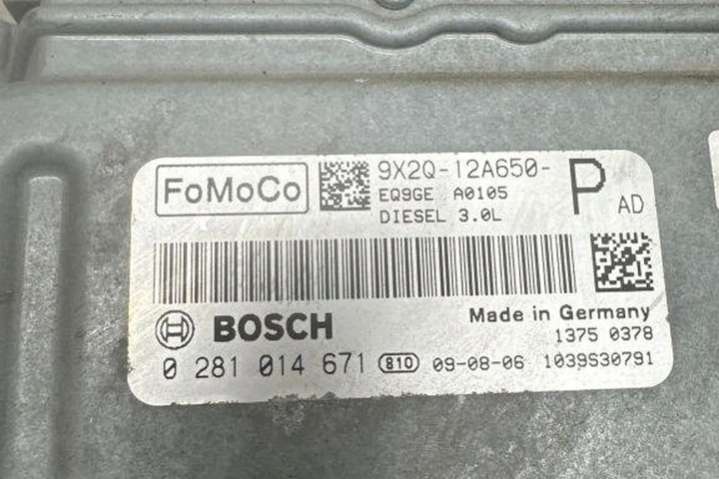 FoMoCo 9X2Q-12A650- P AD
EQ9GE A0105
DIESEL 3.0L
BOSCH Made in Germany
1375 0378
0 281 014 671 810 09-08-06 1039S30791